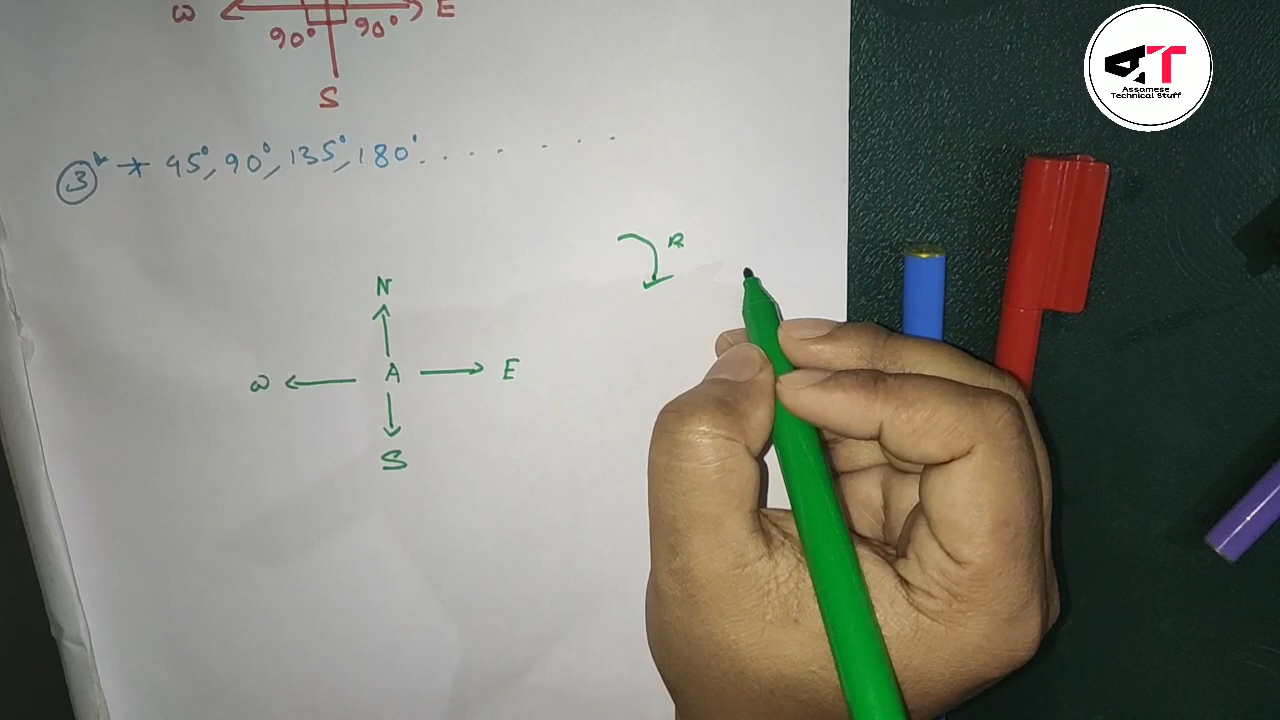 W E
90° 90°
S
③ * 45°, 90°, 135°, 180°. . . . . . .
R
N
W A E
S
AT
Assamese
Technical Stuff